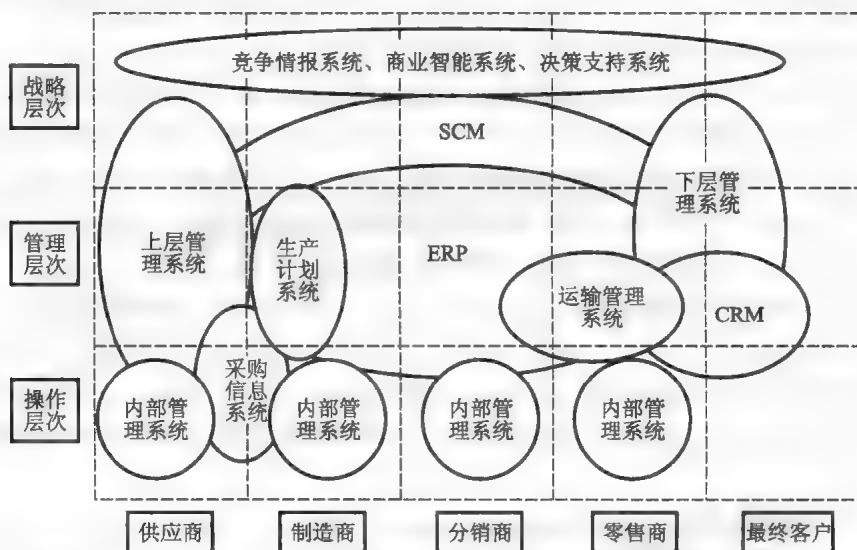 竞争情报系统、商业智能系统、决策支持系统
战略
层次
SCM
下层管
理系统
管理
层次
上层管
理系统
生产
计划
系统
ERP
运输管理
系统
CRM
操作
层次
采购
信息
系统
内部管
理系统
内部管
理系统
内部管
理系统
内部管
理系统
供应商
制造商
分销商
零售商
最终客户